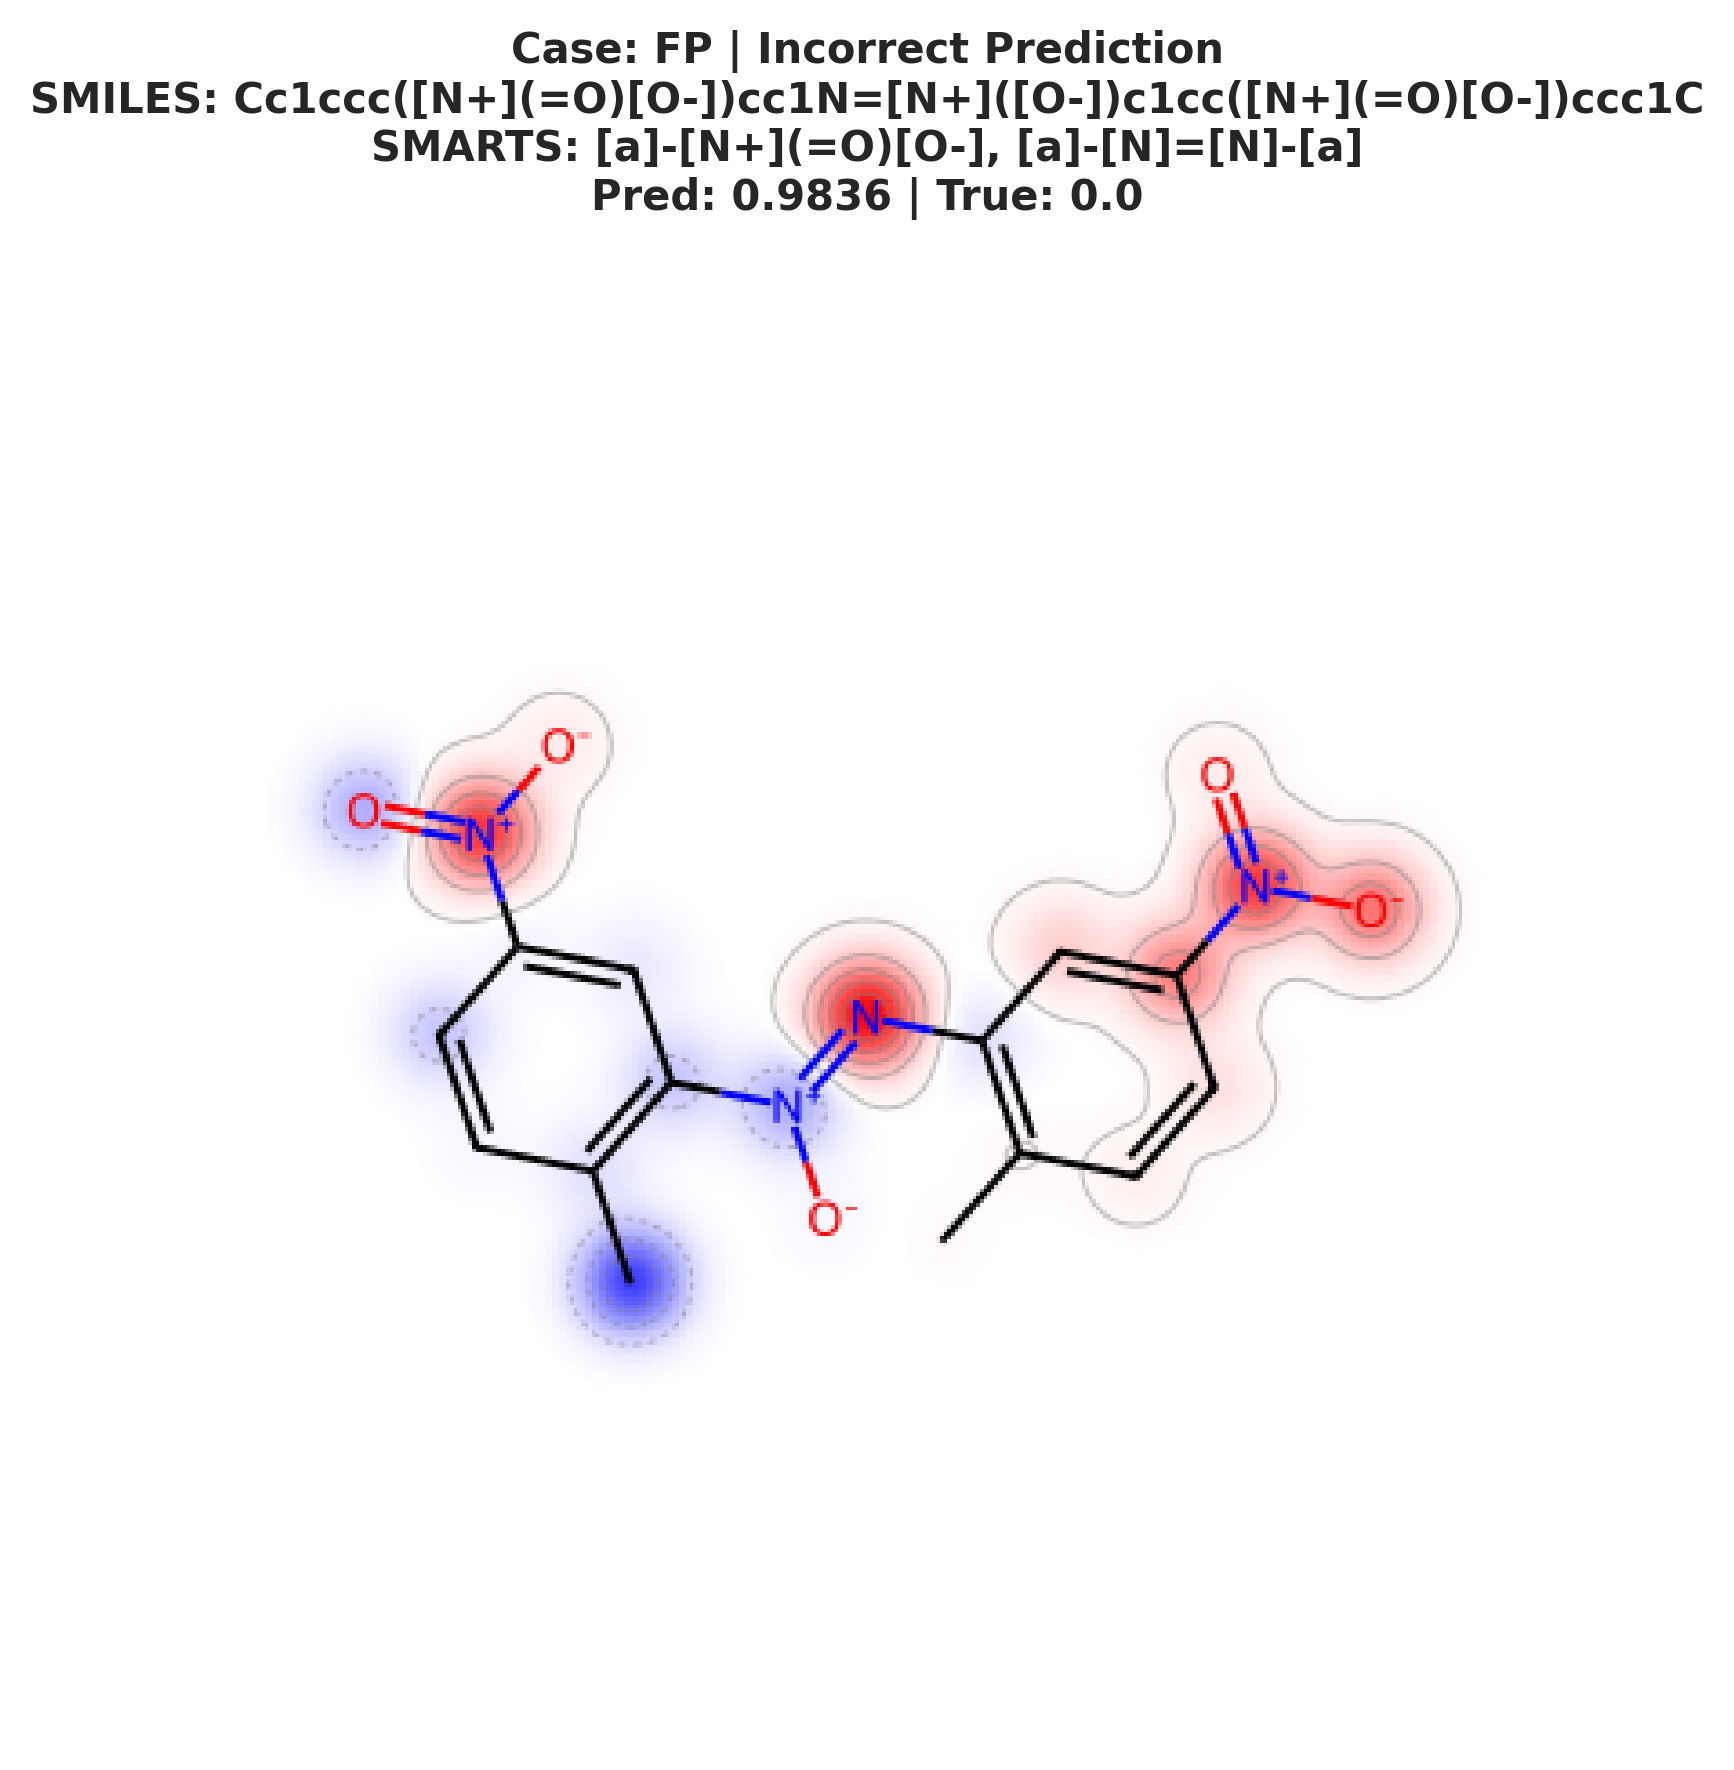 Case: FP | Incorrect Prediction
SMILES: Cc1ccc([N+](=O)[O-])cc1N=[N+]([O-])c1cc([N+](=O)[O-])ccc1C
SMARTS: [a]-[N+](=O)[O-], [a]-[N]=[N]-[a]
Pred: 0.9836 | True: 0.0
O⁻
O
O
N⁺
N⁺
O⁻
N
N⁺
O⁻